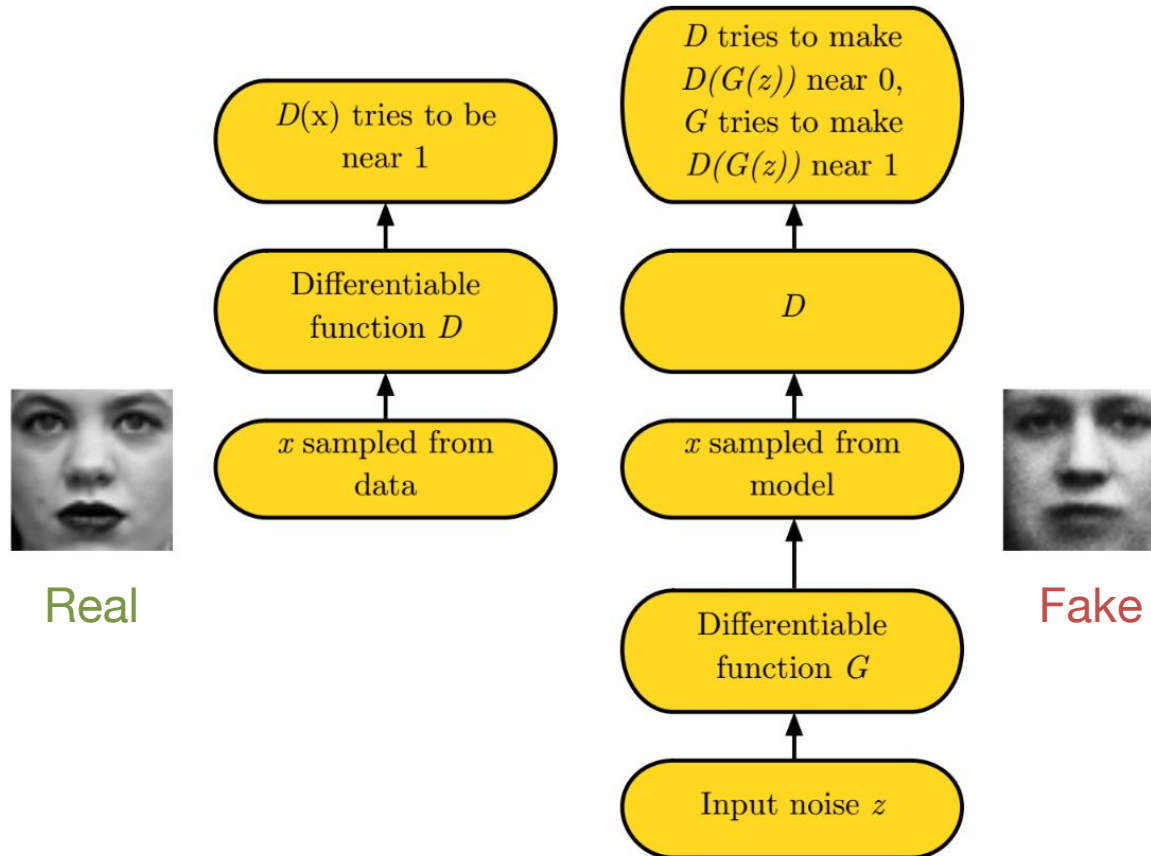 D(x) tries to be
near 1
Differentiable
function D
x sampled from
data
Real
D tries to make
D(G(z)) near 0,
G tries to make
D(G(z)) near 1
D
x sampled from
model
Differentiable
function G
Input noise z
Fake